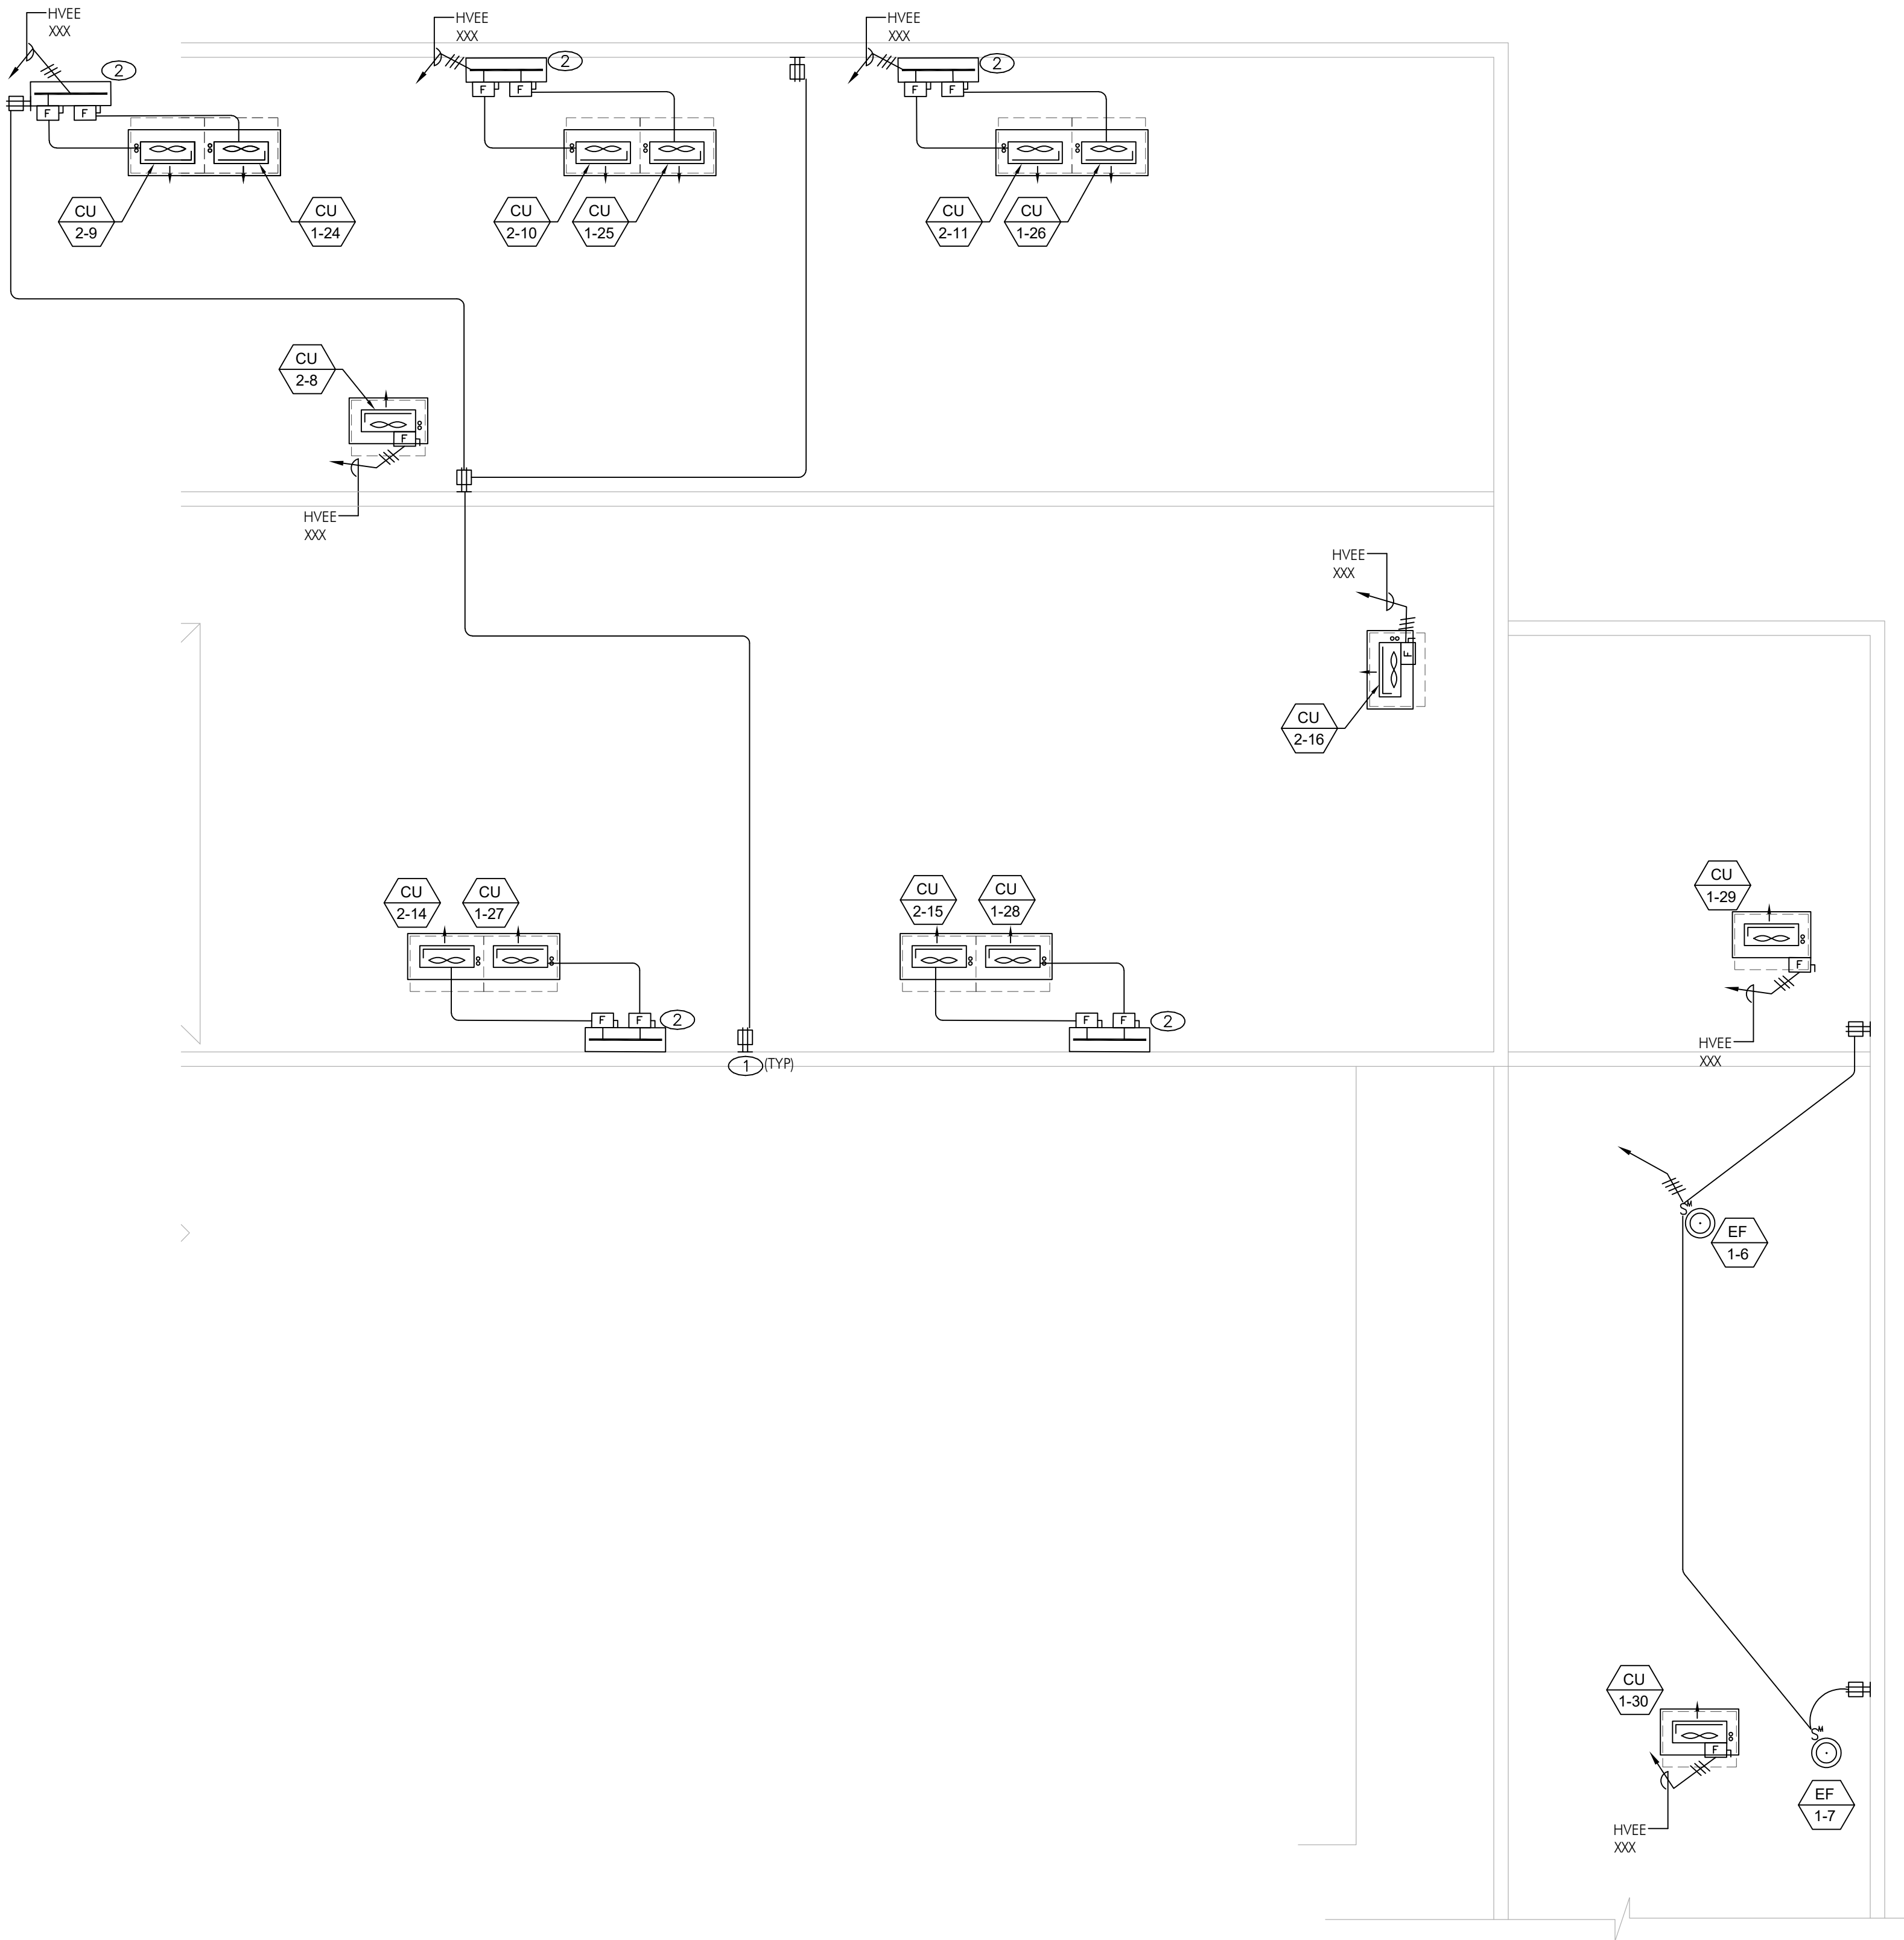 HVEE
XXX
HVEE
XXX
HVEE
XXX
2
2
2
F
F
F
F
F
F
CU
2-9
CU
1-24
CU
2-10
CU
1-25
CU
2-11
CU
1-26
CU
2-8
F
HVEE
XXX
HVEE
XXX
F
CU
2-16
CU
2-14
CU
1-27
CU
2-15
CU
1-28
CU
1-29
F
F
F
2
F
F
2
HVEE
XXX
1 (TYP)
S M
EF
1-6
CU
1-30
F
S M
EF
1-7
HVEE
XXX